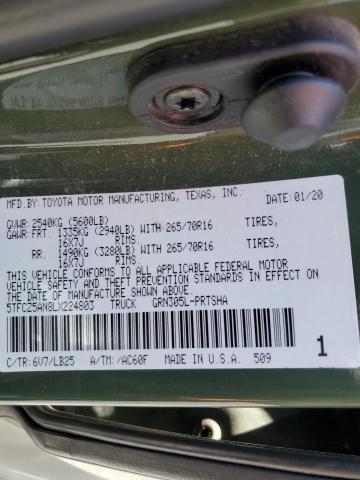 MFD.BY: TOYOTA MOTOR MANUFACTURING, TEXAS, INC. DATE: 01/20
GVWR: 2540KG (5600LB)
GAWR: FRT. 1335KG (2940LB) WITH 265/70R16 TIRES,
16X7J RIMS.
RR. 1490KG (3280LB) WITH 265/70R16 TIRES,
16X7J RIMS.
THIS VEHICLE CONFORMS TO ALL APPLICABLE FEDERAL MOTOR
VEHICLE SAFETY AND THEFT PREVENTION STANDARDS IN EFFECT ON
THE DATE OF MANUFACTURE SHOWN ABOVE.
5TFC25AN8LX224803 TRUCK GRN305L-PRTSHA
C/TR: 6V7/LB25 A/TM: /AC60F MADE IN U.S.A. 509 1